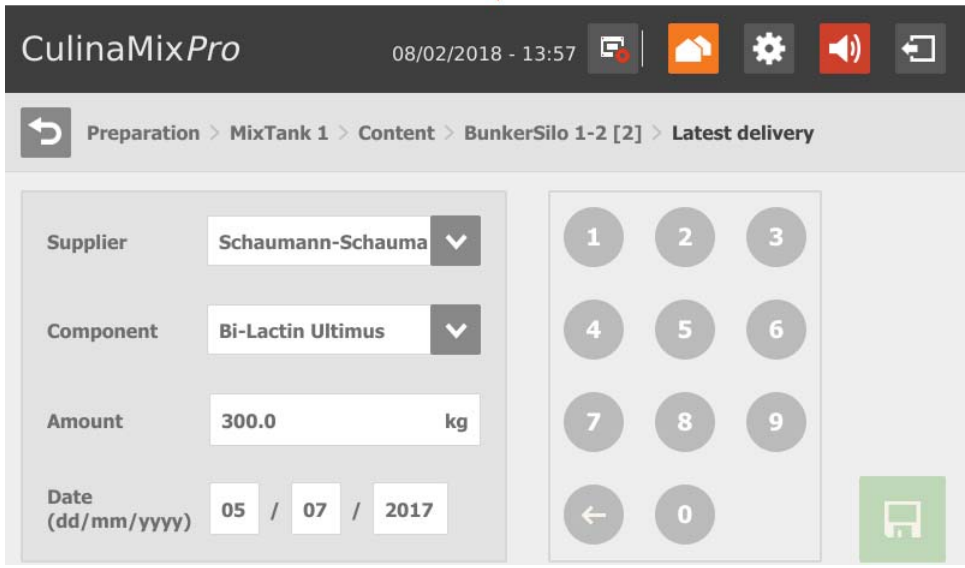 CulinaMixPro 08/02/2018 - 13:57
Preparation > MixTank 1 > Content > BunkerSilo 1-2 [2] > Latest delivery
Supplier Schaumann-Schauma
Component Bi-Lactin Ultimus
Amount 300.0 kg
Date
(dd/mm/yyyy) 05 / 07 / 2017
1 2 3
4 5 6
7 8 9
← 0